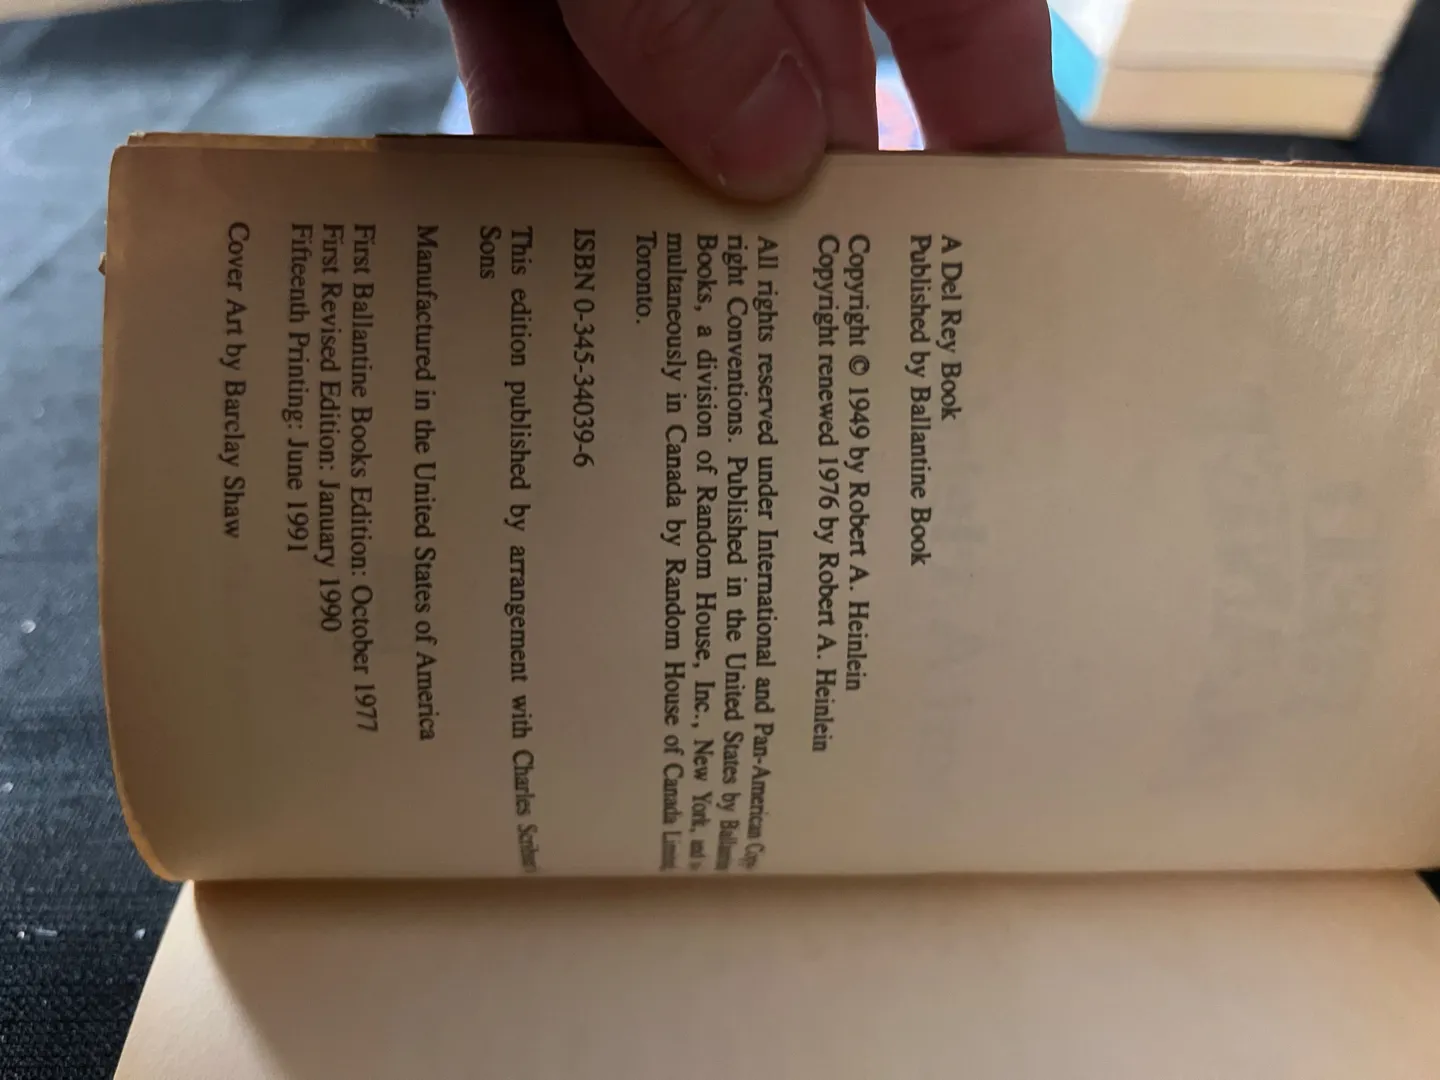 A Del Rey Book
Published by Ballantine Book
Copyright © 1949 by Robert A. Heinlein
Copyright renewed 1976 by Robert A. Heinlein
All rights reserved under International and Pan-American Copy-
right Conventions. Published in the United States by Ballantine
Books, a division of Random House, Inc., New York, and si-
multaneously in Canada by Random House of Canada Limited,
Toronto.
ISBN 0-345-34039-6
This edition published by arrangement with Charles Scribner's
Sons
Manufactured in the United States of America
First Ballantine Books Edition: October 1977
First Revised Edition: January 1990
Fifteenth Printing: June 1991
Cover Art by Barclay Shaw